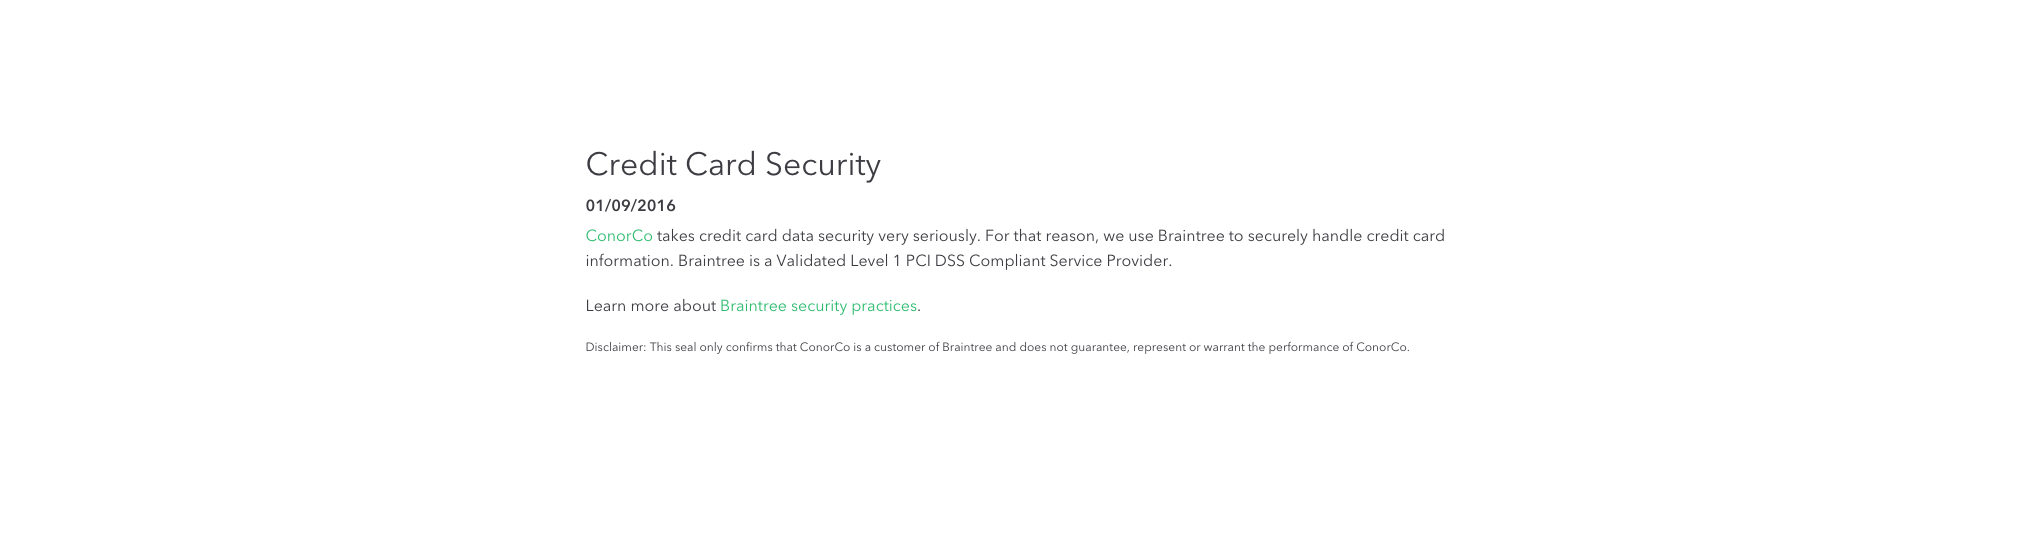 Credit Card Security
01/09/2016
ConorCo takes credit card data security very seriously. For that reason, we use Braintree to securely handle credit card
information. Braintree is a Validated Level 1 PCI DSS Compliant Service Provider.
Learn more about Braintree security practices.
Disclaimer: This seal only confirms that ConorCo is a customer of Braintree and does not guarantee, represent or warrant the performance of ConorCo.